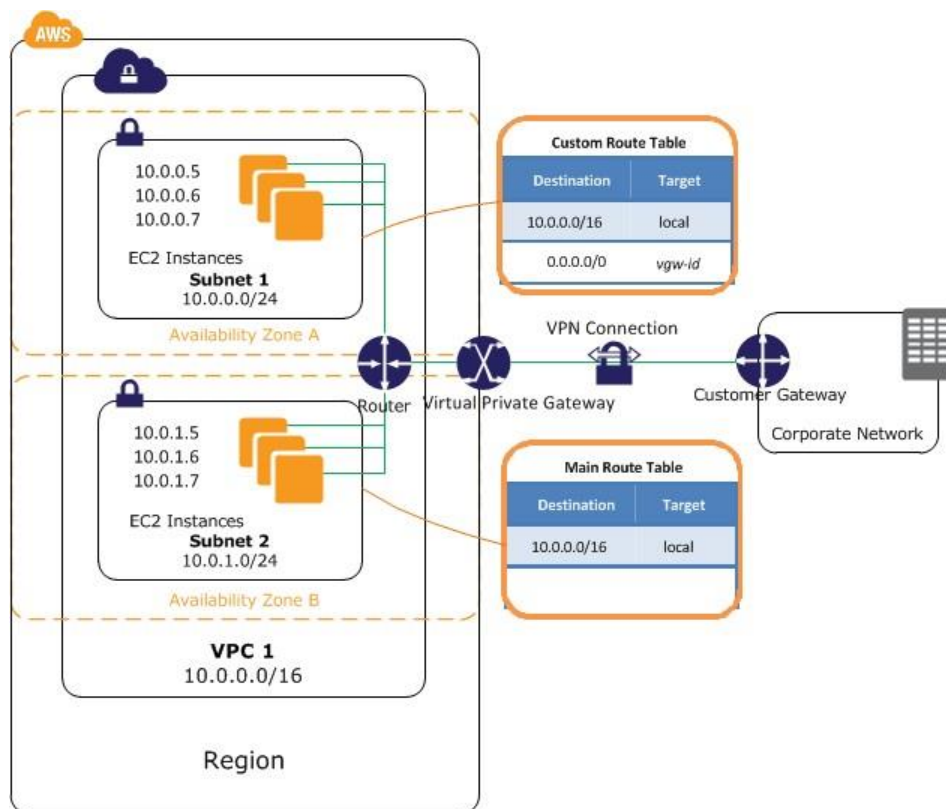 AWS
10.0.0.5
10.0.0.6
10.0.0.7
EC2 Instances
Subnet 1
10.0.0.0/24
Availability Zone A
Custom Route Table
Destination Target
10.0.0.0/16 local
0.0.0.0/0 vgw-id
VPN Connection
Router
Virtual Private Gateway
Customer Gateway
Corporate Network
10.0.1.5
10.0.1.6
10.0.1.7
EC2 Instances
Subnet 2
10.0.1.0/24
Availability Zone B
Main Route Table
Destination Target
10.0.0.0/16 local
VPC 1
10.0.0.0/16
Region